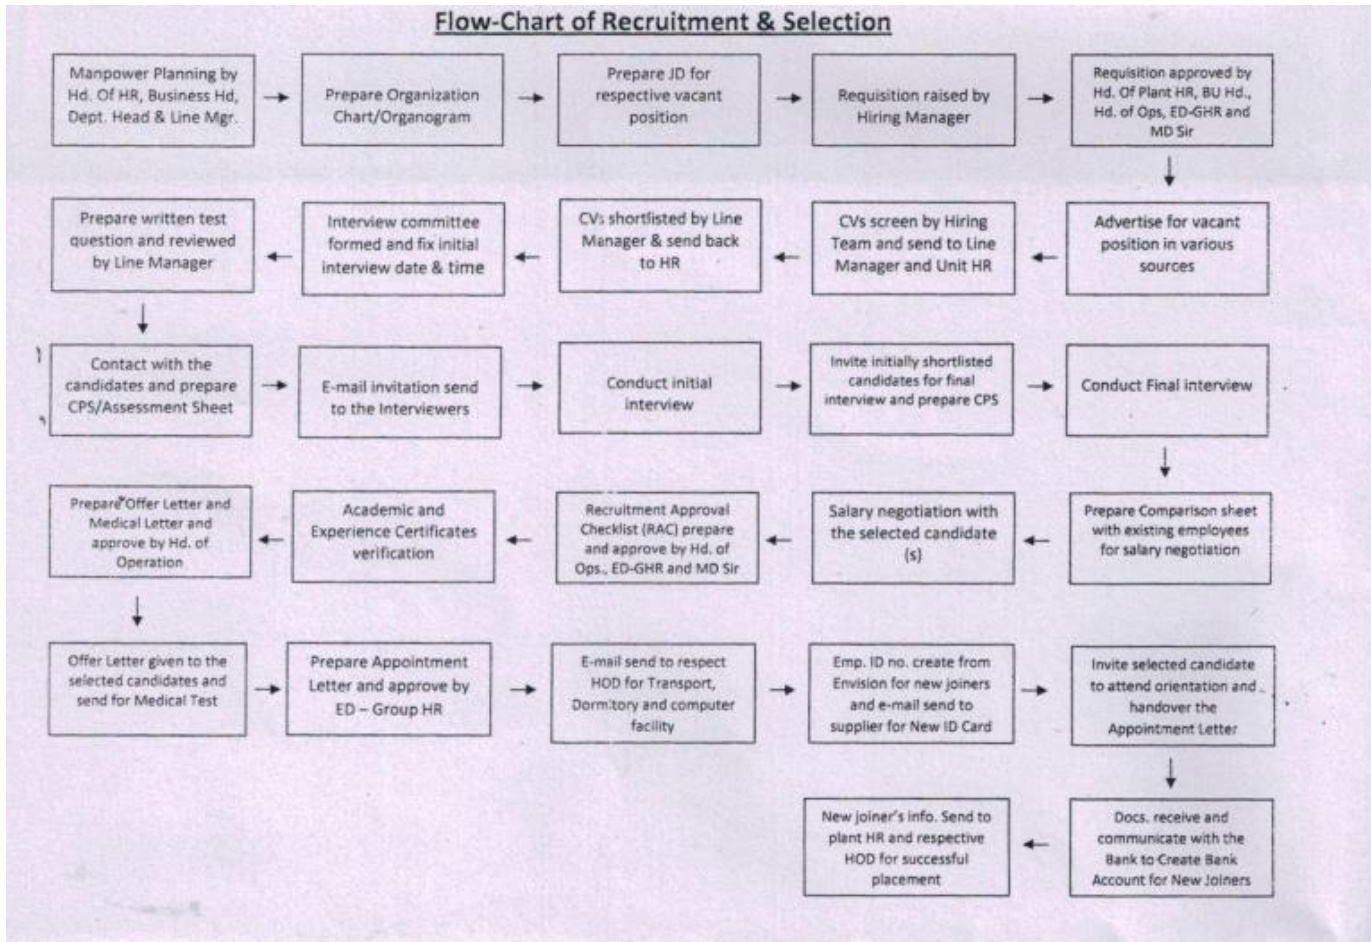 Flow-Chart of Recruitment & Selection
Manpower Planning by
Hd. Of HR, Business Hd,
Dept. Head & Line Mgr.
Prepare Organization
Chart/Organogram
Prepare JD for
respective vacant
position
Requisition raised by
Hiring Manager
Requisition approved by
Hd. Of Plant HR, BU Hd.,
Hd. of Ops, ED-GHR and
MD Sir
Advertise for vacant
position in various
sources
CVs screen by Hiring
Team and send to Line
Manager and Unit HR
CVs shortlisted by Line
Manager & send back
to HR
Interview committee
formed and fix initial
interview date & time
Prepare written test
question and reviewed
by Line Manager
Contact with the
candidates and prepare
CPS/Assessment Sheet
E-mail invitation send
to the Interviewers
Conduct initial
interview
Invite initially shortlisted
candidates for final
interview and prepare CPS
Conduct Final interview
Prepare Comparison sheet
with existing employees
for salary negotiation
Salary negotiation with
the selected candidate
(s)
Recruitment Approval
Checklist (RAC) prepare
and approve by Hd. of
Ops., ED-GHR and MD Sir
Academic and
Experience Certificates
verification
Prepare Offer Letter and
Medical Letter and
approve by Hd. of
Operation
Offer Letter given to the
selected candidates and
send for Medical Test
Prepare Appointment
Letter and approve by
ED – Group HR
E-mail send to respect
HOD for Transport,
Dormitory and computer
facility
Emp. ID no. create from
Envision for new joiners
and e-mail send to
supplier for New ID Card
Invite selected candidate
to attend orientation and
handover the
Appointment Letter
Docs. receive and
communicate with the
Bank to Create Bank
Account for New Joiners
New joiner's info. Send to
plant HR and respective
HOD for successful
placement